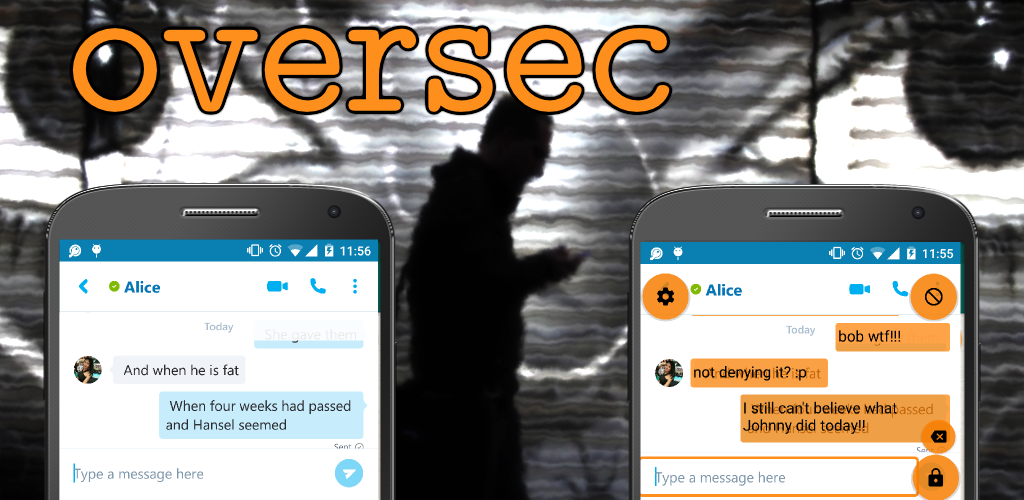 oversec
11:56
Alice
Today
She gave them
And when he is fat
When four weeks had passed
and Hansel seemed
Sent
Type a message here
11:55
Alice
Today
bob wtf!!!
not denying it? :p
I still can't believe what
Johnny did today!!
Type a message here